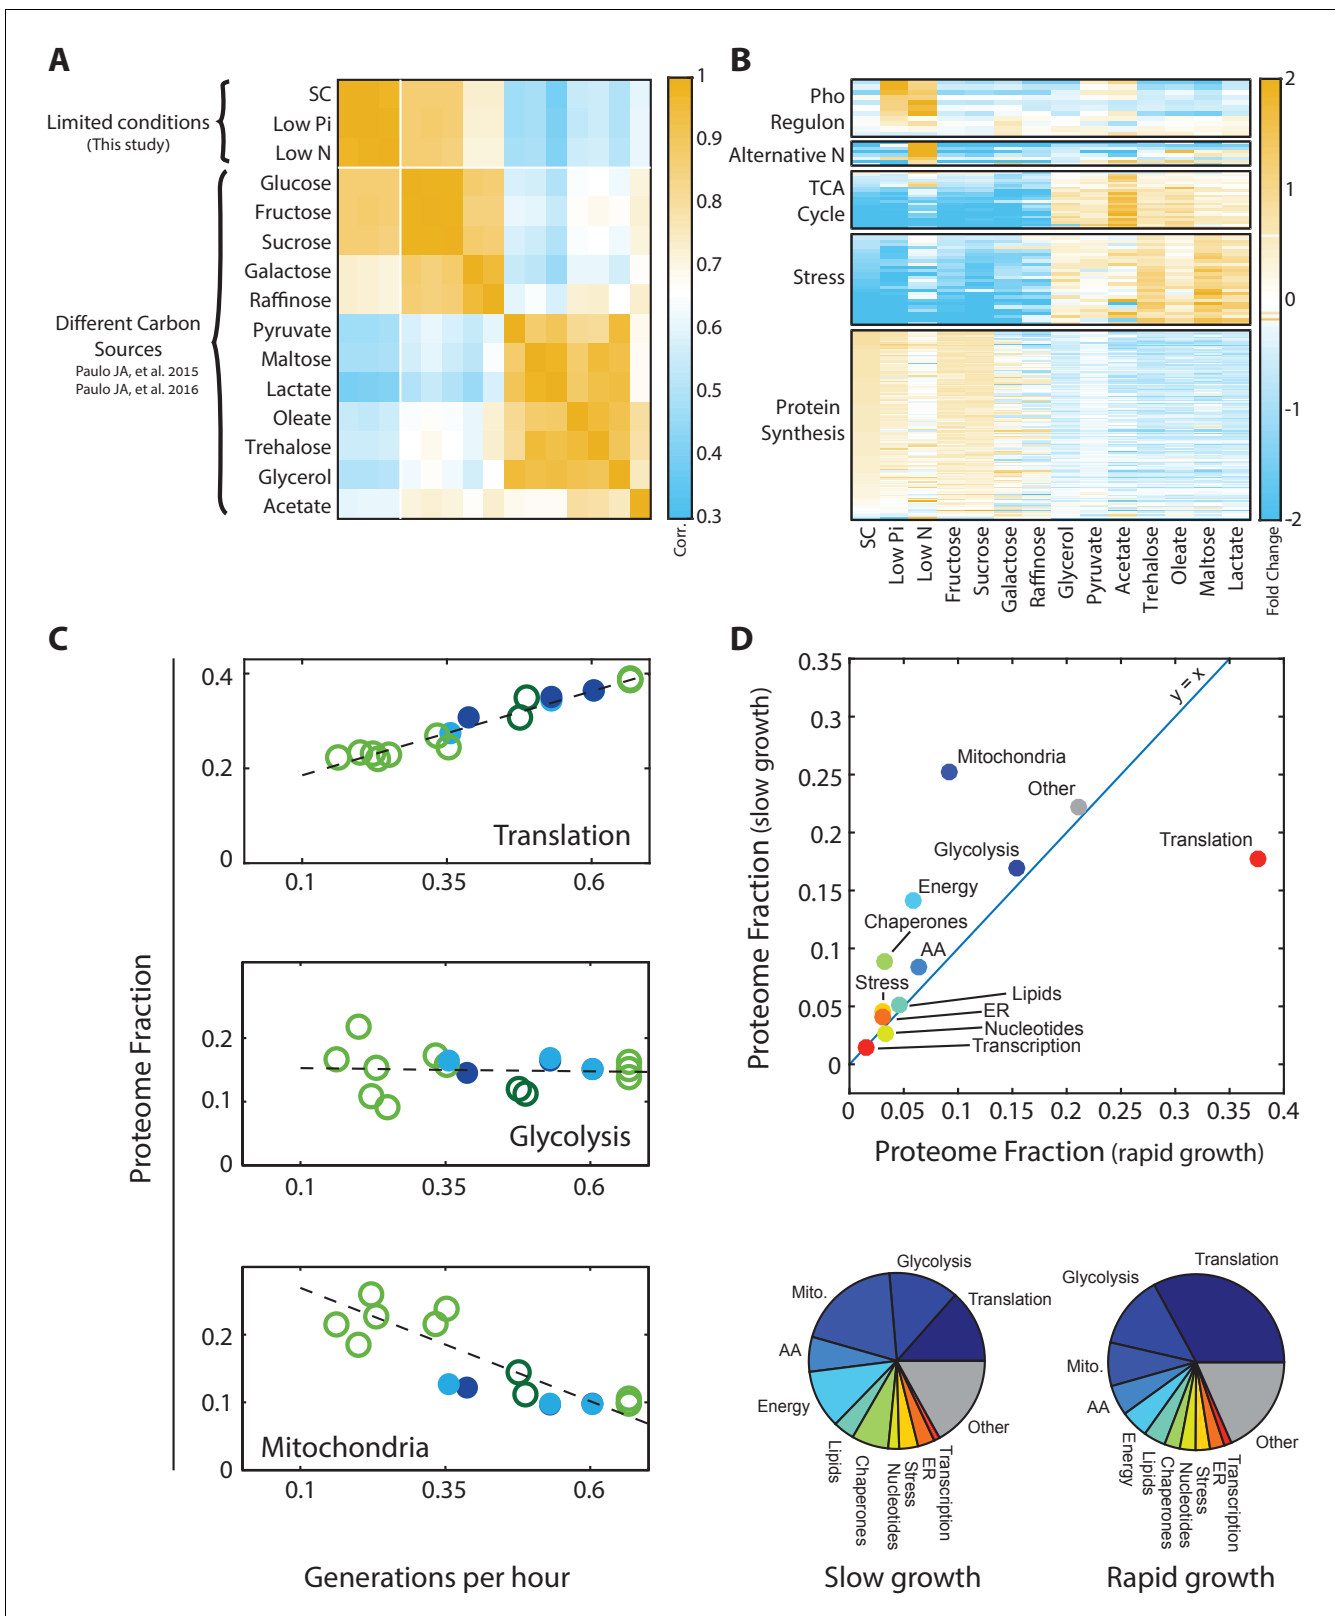 A
Limited conditions
(This study)
SC
Low Pi
Low N
Glucose
Fructose
Sucrose
Galactose
Raffinose
Pyruvate
Maltose
Lactate
Oleate
Trehalose
Glycerol
Acetate
Different Carbon
Sources
Paulo JA, et al. 2015
Paulo JA, et al. 2016
1
0.9
0.8
0.7
0.6
0.5
0.4
0.3
Corr.
B
Pho
Regulon
Alternative N
TCA
Cycle
Stress
Protein
Synthesis
2
1
0
-1
-2
Fold Change
SC
Low Pi
Low N
Fructose
Sucrose
Galactose
Raffinose
Glycerol
Pyruvate
Acetate
Trehalose
Oleate
Maltose
Lactate
C
Proteome Fraction
0.4
0.2
0
Translation
0.1
0.35
0.6
0.2
0.1
0
Glycolysis
0.1
0.35
0.6
0.2
0.1
0
Mitochondria
0.1
0.35
0.6
Generations per hour
D
Proteome Fraction (slow growth)
0.35
0.3
0.25
0.2
0.15
0.1
0.05
0
y = x
Mitochondria
Other
Translation
Glycolysis
Energy
Chaperones
AA
Stress
Lipids
ER
Nucleotides
Transcription
0
0.05
0.1
0.15
0.2
0.25
0.3
0.35
0.4
Proteome Fraction (rapid growth)
Glycolysis
Mito.
Translation
AA
Energy
Other
Lipids
Chaperones
Nucleotides
Stress
ER
Transcription
Slow growth
Translation
Glycolysis
Mito.
AA
Other
Energy
Lipids
Chaperones
Nucleotides
Stress
ER
Transcription
Rapid growth